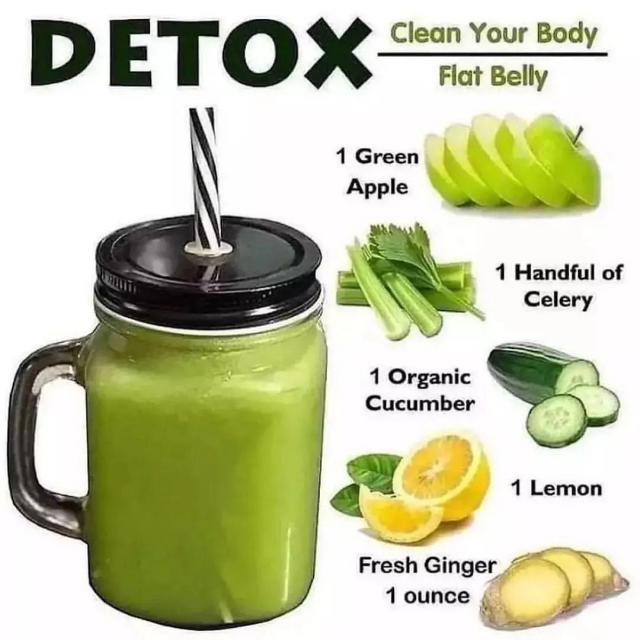 DETOX
Clean Your Body
Flat Belly
1 Green
Apple
1 Handful of
Celery
1 Organic
Cucumber
1 Lemon
Fresh Ginger
1 ounce